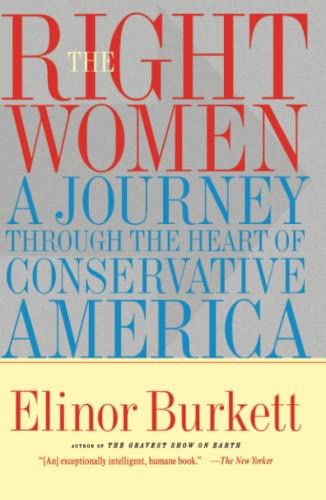 THE
RIGHT
WOMEN
A JOURNEY
THROUGH THE HEART OF
CONSERVATIVE
AMERICA
Elinor Burkett
AUTHOR OF THE GRAVEST SHOW ON EARTH
"[An] exceptionally intelligent, humane book." —The New Yorker